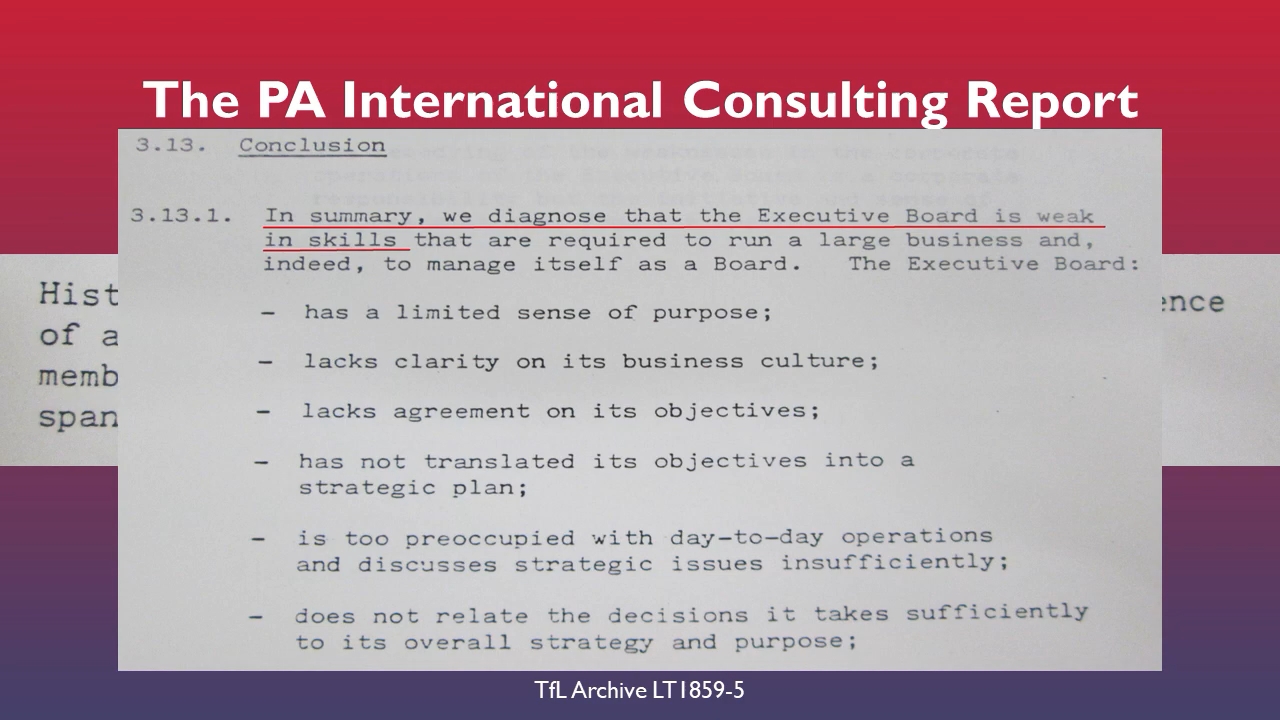 The PA International Consulting Report
3.13. Conclusion
3.13.1. In summary, we diagnose that the Executive Board is weak
in skills that are required to run a large business and,
indeed, to manage itself as a Board. The Executive Board:
- has a limited sense of purpose;
- lacks clarity on its business culture;
- lacks agreement on its objectives;
- has not translated its objectives into a
strategic plan;
- is too preoccupied with day-to-day operations
and discusses strategic issues insufficiently;
- does not relate the decisions it takes sufficiently
to its overall strategy and purpose;
Hist
ence
of a
memb
span
TfL Archive LT1859-5